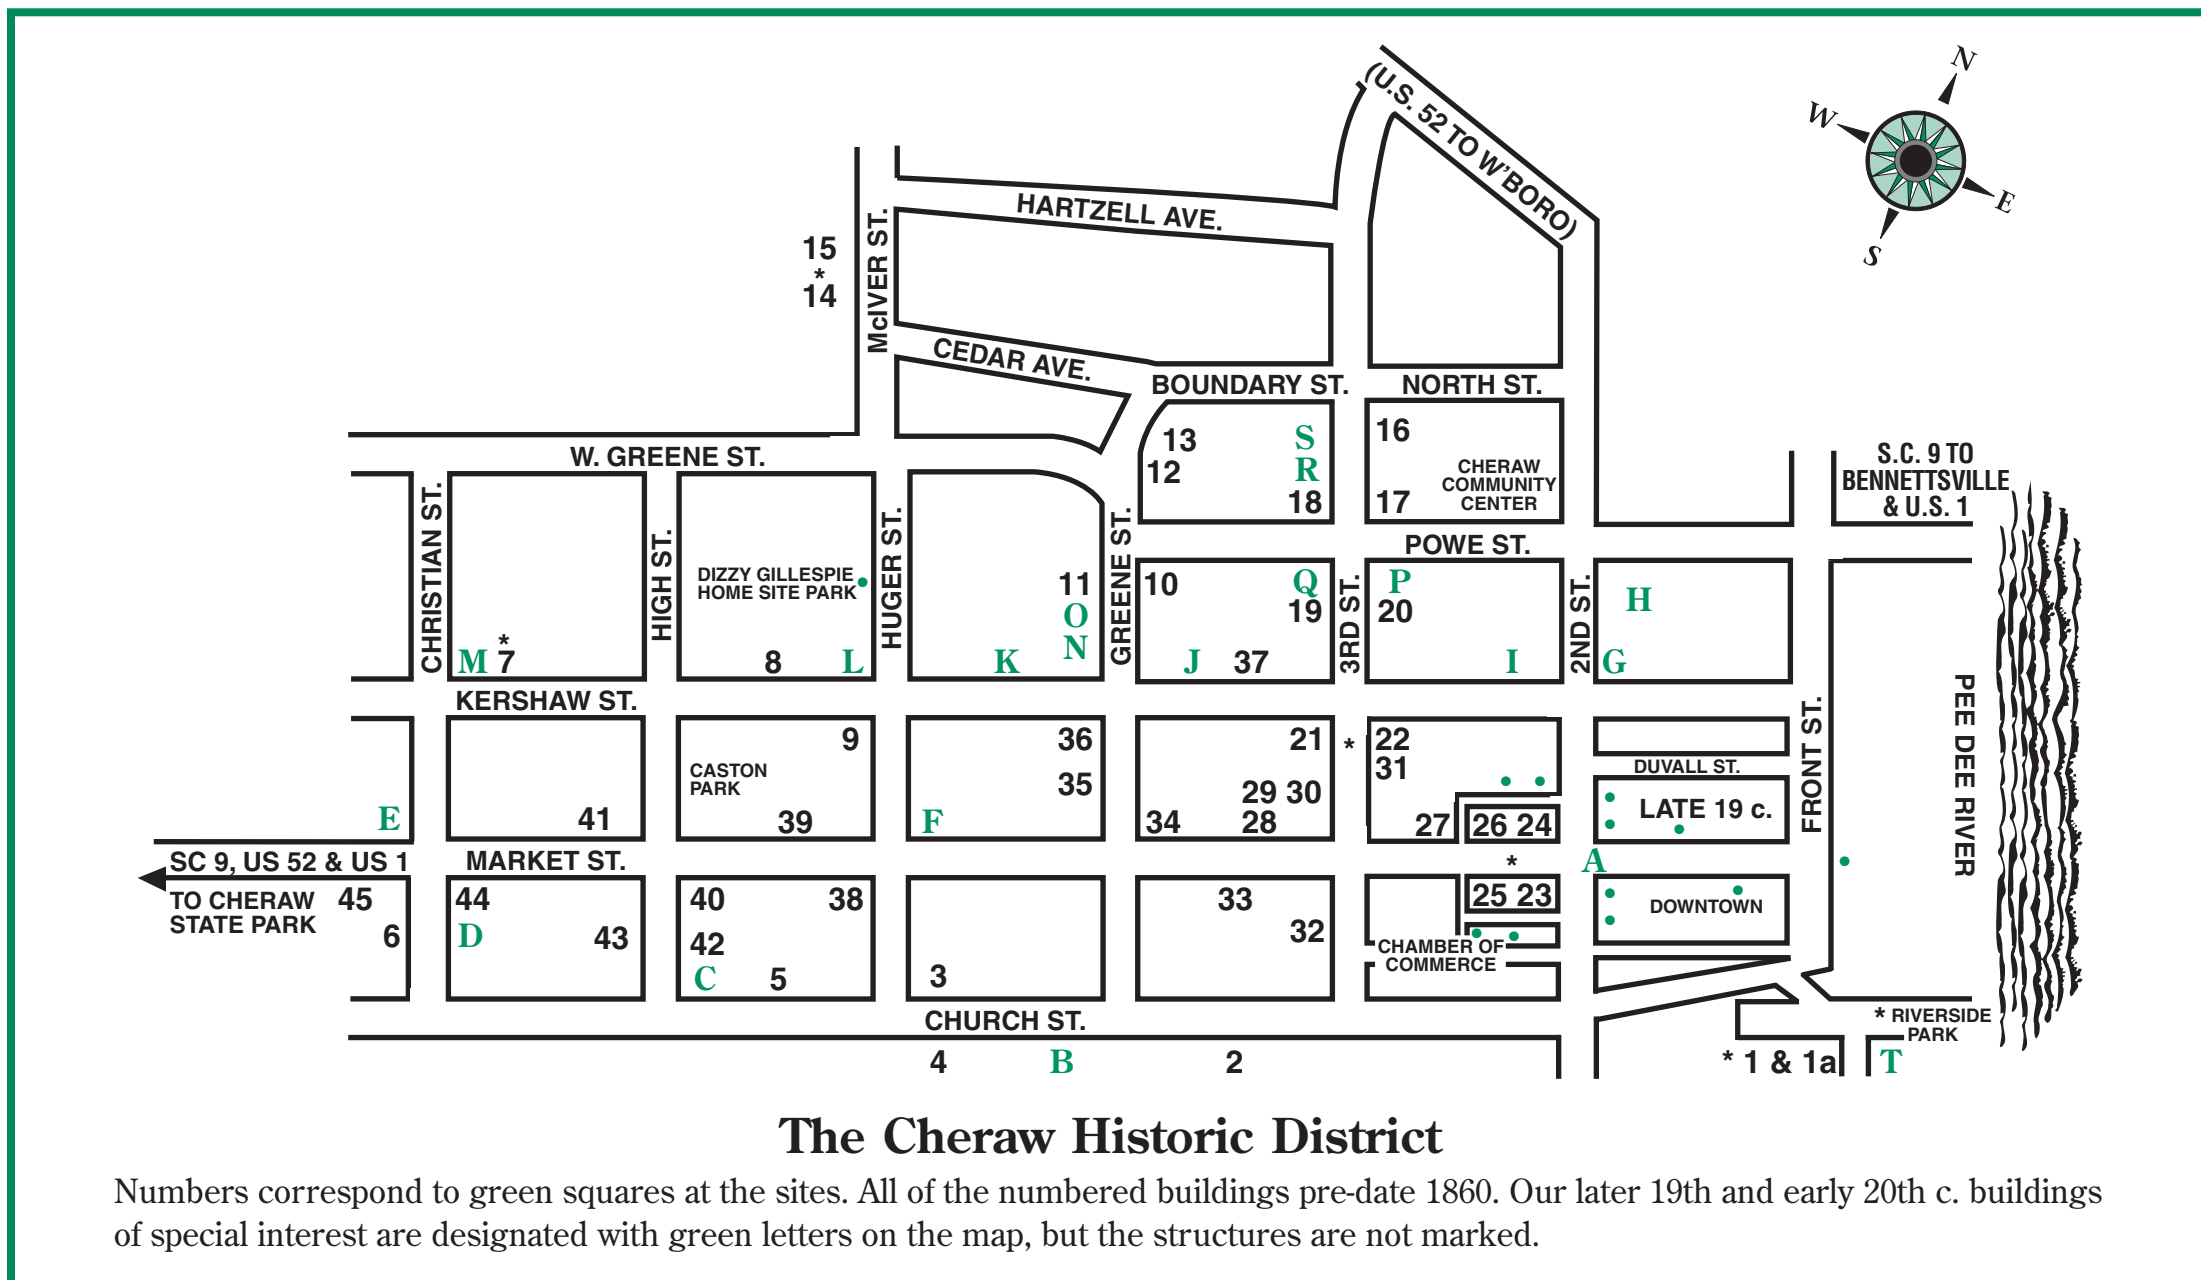 N
W
E
S
(U.S. 52 TO W'BORO)
HARTZELL AVE.
McIVER ST.
15
*
14
CEDAR AVE.
BOUNDARY ST.
NORTH ST.
W. GREENE ST.
13
12
S
R
18
16
17
CHERAW
COMMUNITY
CENTER
S.C. 9 TO
BENNETTSVILLE
& U.S. 1
POWE ST.
CHRISTIAN ST.
HIGH ST.
HUGER ST.
GREENE ST.
3RD ST.
2ND ST.
FRONT ST.
PEE DEE RIVER
DIZZY GILLESPIE
HOME SITE PARK
M
*
7
8
L
K
11
O
N
10
J
37
Q
19
P
20
I
H
G
KERSHAW ST.
E
41
9
CASTON
PARK
39
36
35
F
21
29 30
34
28
*
22
31
27
26 24
DUVALL ST.
LATE 19 c.
SC 9, US 52 & US 1
MARKET ST.
*
A
TO CHERAW
STATE PARK
45
6
44
D
43
40
38
42
C
5
3
33
32
25 23
DOWNTOWN
CHAMBER OF
COMMERCE
CHURCH ST.
* RIVERSIDE
PARK
4
B
2
* 1 & 1a
T
The Cheraw Historic District
Numbers correspond to green squares at the sites. All of the numbered buildings pre-date 1860. Our later 19th and early 20th c. buildings
of special interest are designated with green letters on the map, but the structures are not marked.